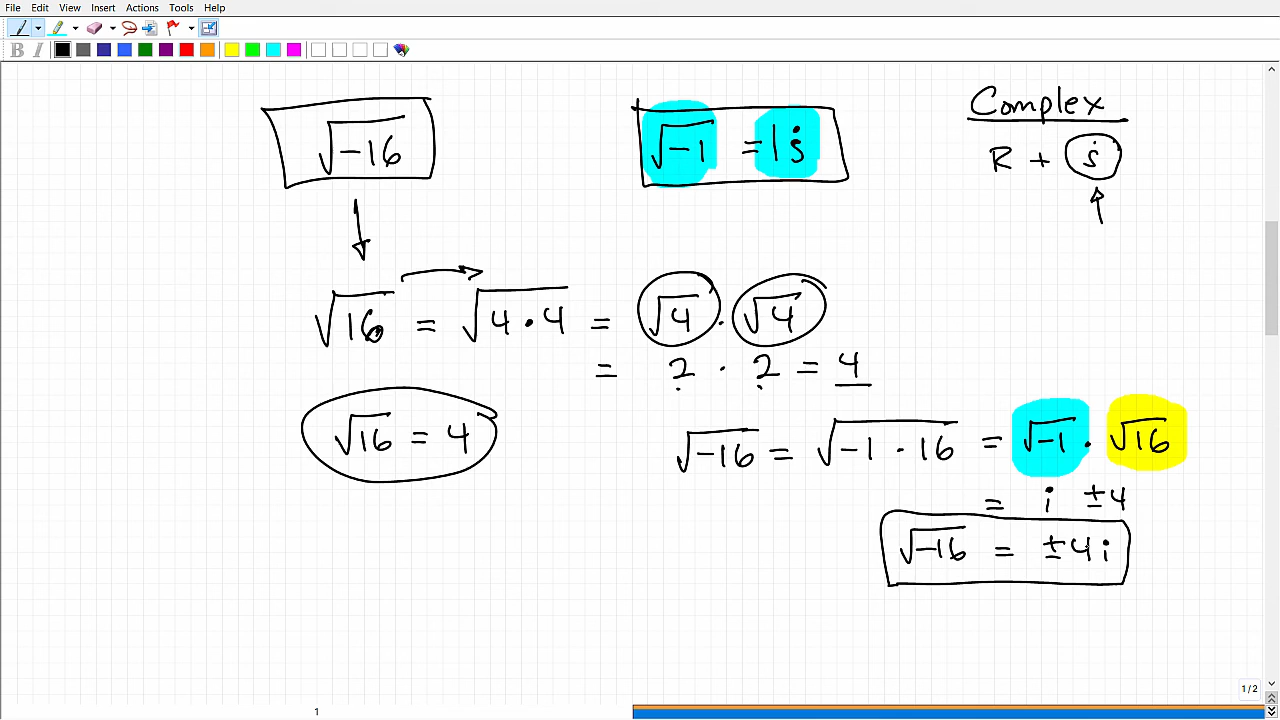 File Edit View Insert Actions Tools Help
B I U
√-16
√-1 = 1i
Complex
R + i
√16 = √4·4 = √4 · √4
= 2 · 2 = 4
√16 = 4
√-16 = √-1 · 16 = √-1 · √16
= i ±4
√-16 = ±4i
1/2
1